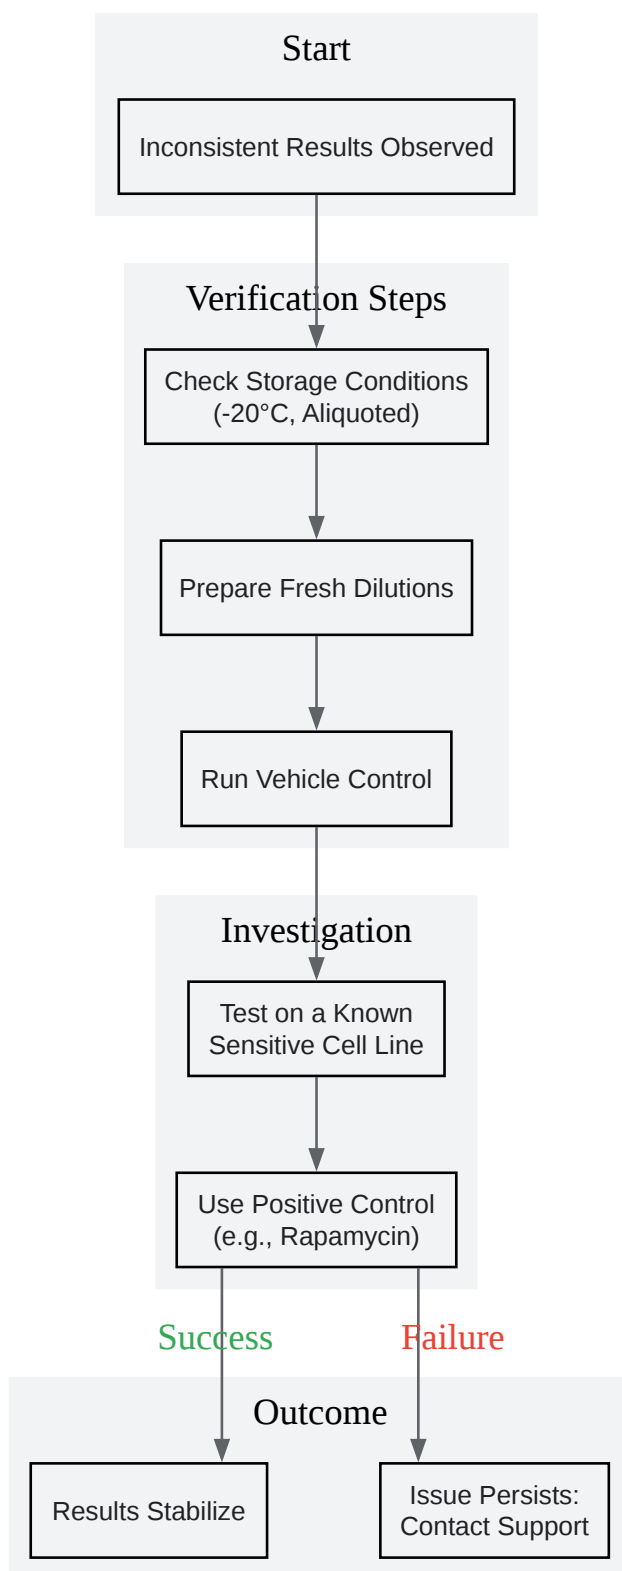 Start
Inconsistent Results Observed
Verification Steps
Check Storage Conditions
(-20°C, Aliquoted)
Prepare Fresh Dilutions
Run Vehicle Control
Investigation
Test on a Known
Sensitive Cell Line
Use Positive Control
(e.g., Rapamycin)
Success
Failure
Outcome
Results Stabilize
Issue Persists:
Contact Support